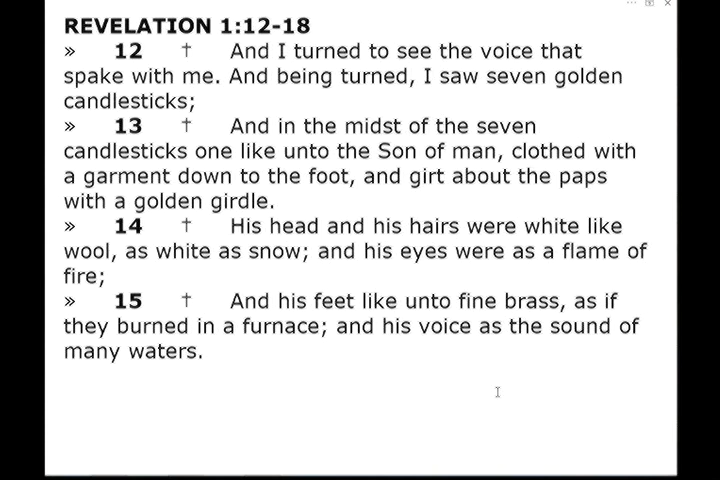 REVELATION 1:12-18
» 12 † And I turned to see the voice that
spake with me. And being turned, I saw seven golden
candlesticks;
» 13 † And in the midst of the seven
candlesticks one like unto the Son of man, clothed with
a garment down to the foot, and girt about the paps
with a golden girdle.
» 14 † His head and his hairs were white like
wool, as white as snow; and his eyes were as a flame of
fire;
» 15 † And his feet like unto fine brass, as if
they burned in a furnace; and his voice as the sound of
many waters.